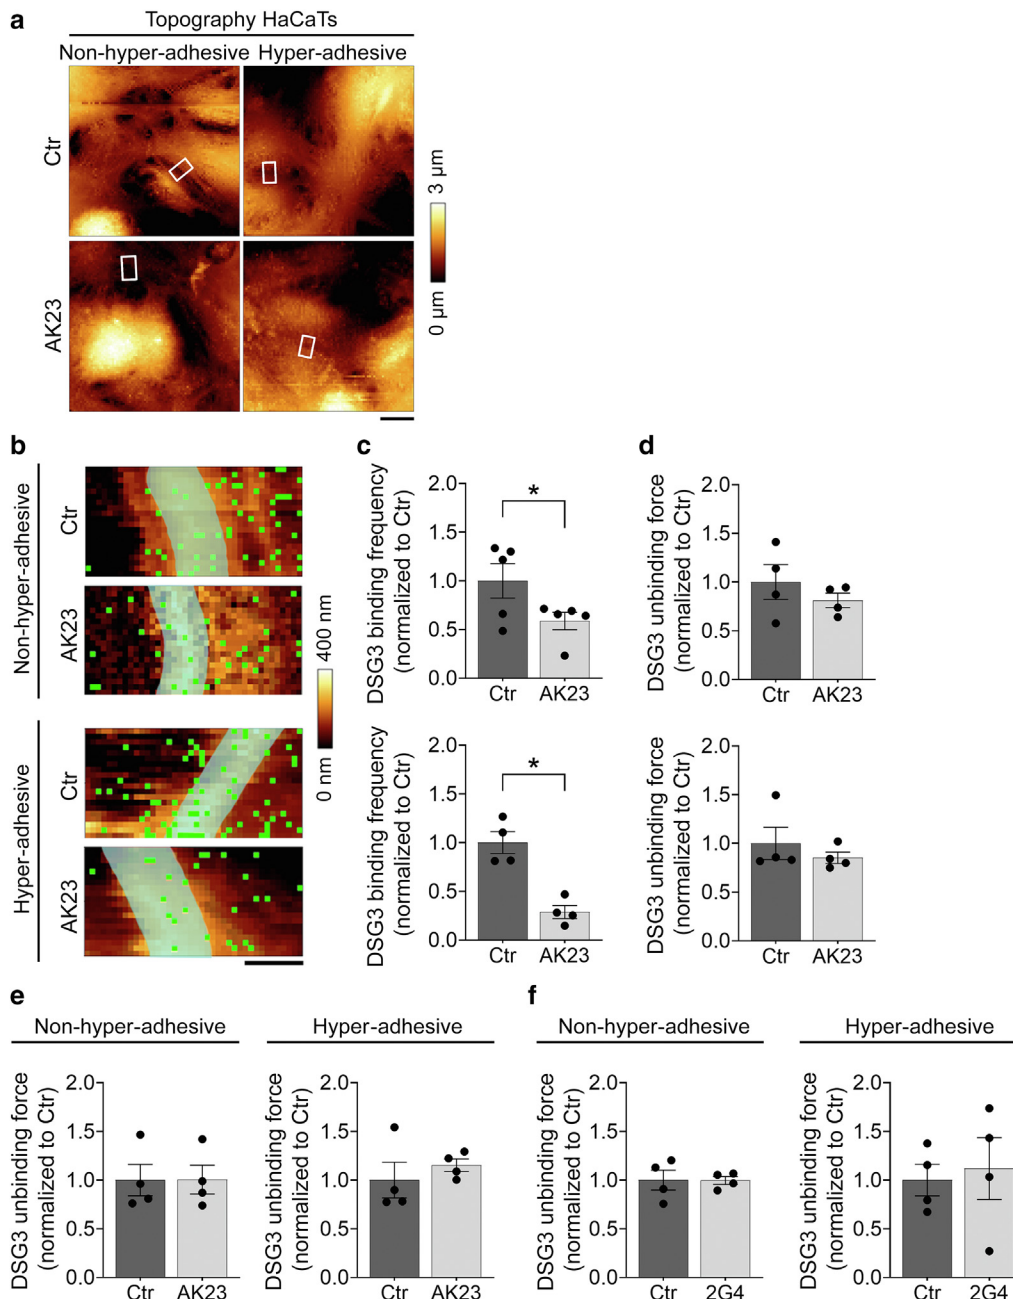 a
Topography HaCaTs
Non-hyper-adhesive Hyper-adhesive
Ctr
AK23
3 μm
0 μm
b
Non-hyper-adhesive
Ctr
AK23
Hyper-adhesive
Ctr
AK23
400 nm
0 nm
c
DSG3 binding frequency
(normalized to Ctr)
2.0
1.5
1.0
0.5
0.0
*
Ctr AK23
DSG3 binding frequency
(normalized to Ctr)
2.0
1.5
1.0
0.5
0.0
*
Ctr AK23
d
DSG3 unbinding force
(normalized to Ctr)
2.0
1.5
1.0
0.5
0.0
Ctr AK23
DSG3 unbinding force
(normalized to Ctr)
2.0
1.5
1.0
0.5
0.0
Ctr AK23
e
Non-hyper-adhesive
DSG3 unbinding force
(normalized to Ctr)
2.0
1.5
1.0
0.5
0.0
Ctr AK23
Hyper-adhesive
DSG3 unbinding force
(normalized to Ctr)
2.0
1.5
1.0
0.5
0.0
Ctr AK23
f
Non-hyper-adhesive
DSG3 unbinding force
(normalized to Ctr)
2.0
1.5
1.0
0.5
0.0
Ctr 2G4
Hyper-adhesive
DSG3 unbinding force
(normalized to Ctr)
2.0
1.5
1.0
0.5
0.0
Ctr 2G4